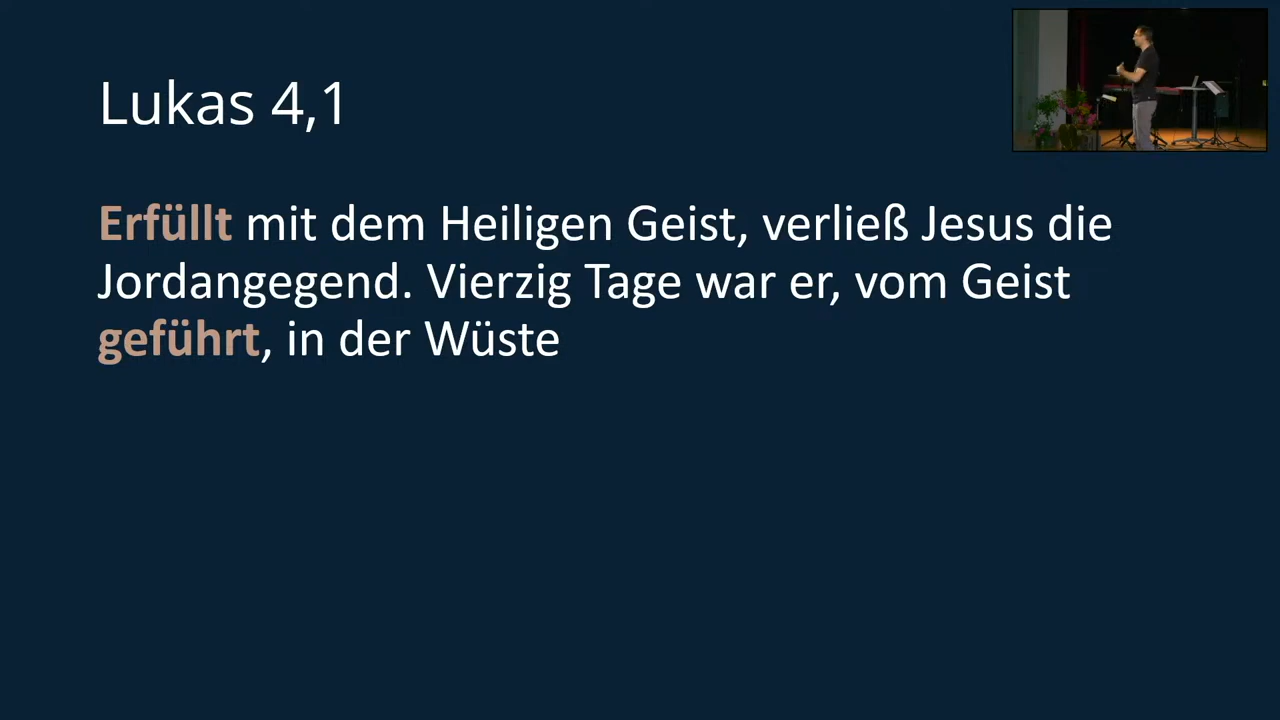 Lukas 4,1
Erfüllt mit dem Heiligen Geist, verließ Jesus die
Jordangegend. Vierzig Tage war er, vom Geist
geführt, in der Wüste